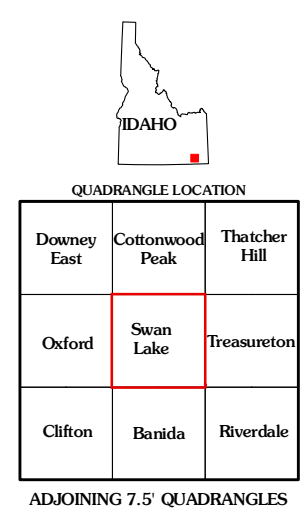 IDAHO
QUADRANGLE LOCATION
Downey
East
Cottonwood
Peak
Thatcher
Hill
Oxford
Swan
Lake
Treasureton
Clifton
Banida
Riverdale
ADJOINING 7.5' QUADRANGLES